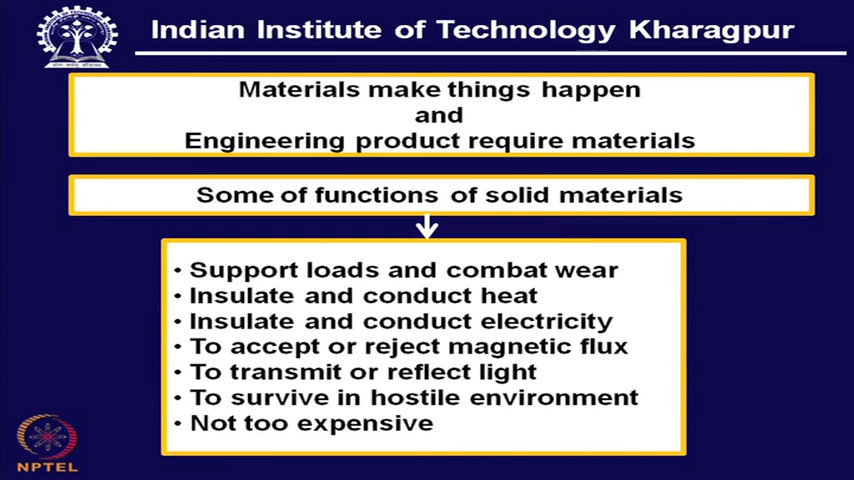 Indian Institute of Technology Kharagpur
Materials make things happen
and
Engineering product require materials
Some of functions of solid materials
• Support loads and combat wear
• Insulate and conduct heat
• Insulate and conduct electricity
• To accept or reject magnetic flux
• To transmit or reflect light
• To survive in hostile environment
• Not too expensive
NPTEL